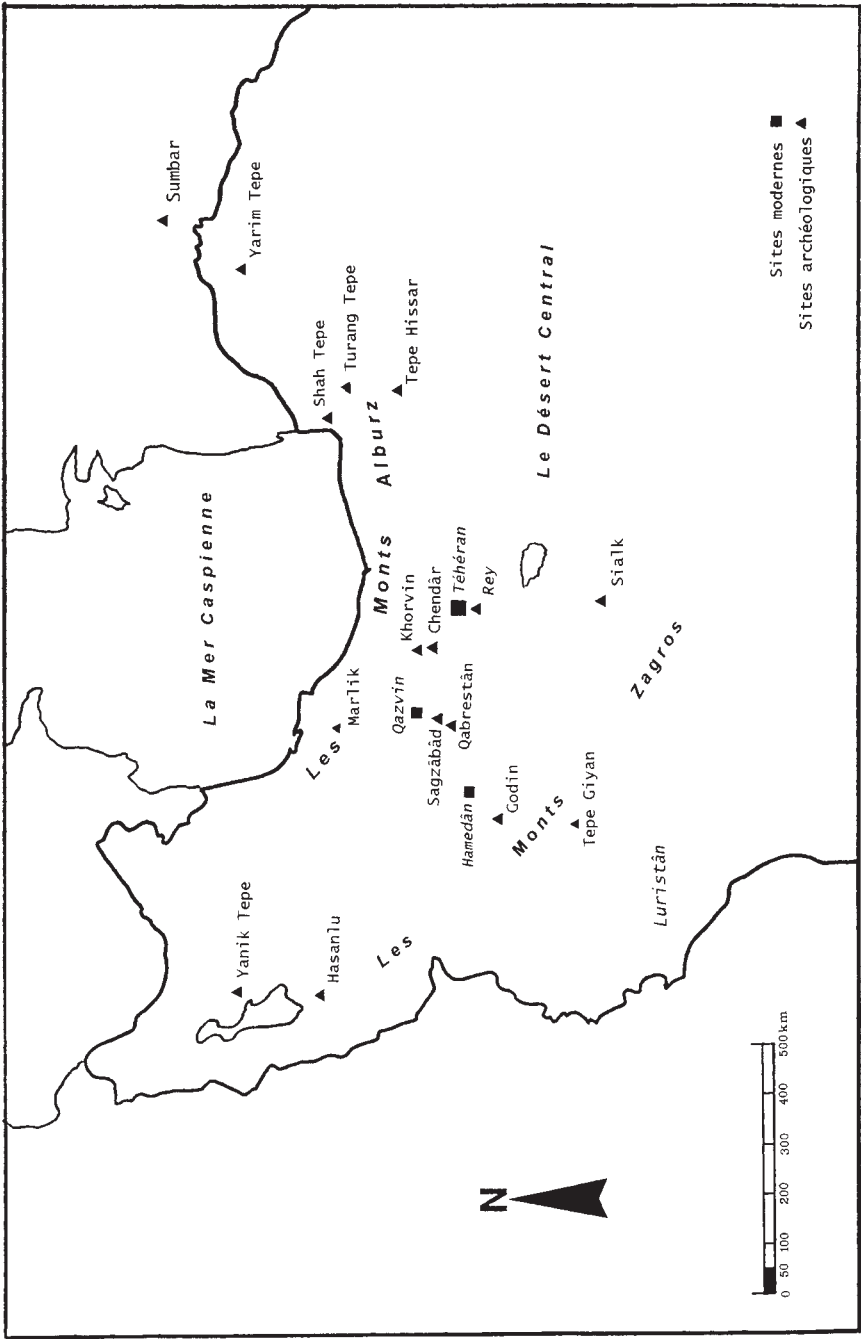 Sumbar
Yarim Tepe
Shah Tepe
Turang Tepe
Tepe Hissar
La Mer Caspienne
Les Monts Alburz
Marlik
Khorvin
Chendâr
Téhéran
Rey
Qazvin
Sagzâbâd
Qabrestân
Hamedân
Godin
Tepe Giyan
Sialk
Le Désert Central
Yanik Tepe
Hasanlu
Les Monts Zagros
Luristân
N
0 50 100 200 300 400 500km
Sites modernes
Sites archéologiques